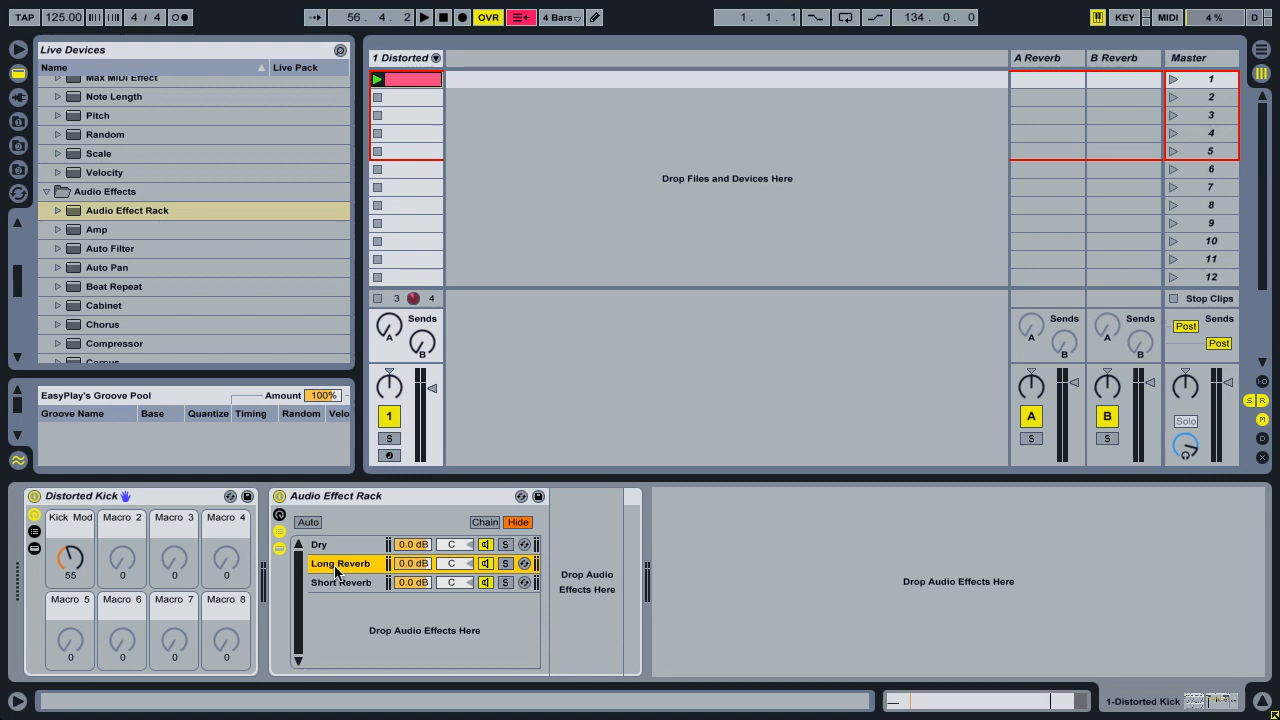 TAP 125.00 4 / 4 56. 4. 2 OVR 4 Bars 1. 1. 1 134. 0. 0 KEY MIDI 4 % D
Live Devices
Name Live Pack
Max MIDI Effect
Note Length
Pitch
Random
Scale
Velocity
Audio Effects
Audio Effect Rack
Amp
Auto Filter
Auto Pan
Beat Repeat
Cabinet
Chorus
Compressor
Corpus
EasyPlay's Groove Pool Amount 100%
Groove Name Base Quantize Timing Random Velo
1 Distorted A Reverb B Reverb Master
1
2
3
4
5
6
7
8
9
10
11
12
Drop Files and Devices Here
3 4 Stop Clips
Sends Sends Sends Sends
A B A B A B Post Post
1 A B Solo
S S S
S R
M
D
X
Distorted Kick
Kick Mod Macro 2 Macro 3 Macro 4
55 0 0 0
Macro 5 Macro 6 Macro 7 Macro 8
0 0 0 0
Audio Effect Rack
Auto Chain Hide
Dry 0.0 dB C S
Long Reverb 0.0 dB C S
Short Reverb 0.0 dB C S
Drop Audio Effects Here
Drop Audio
Effects Here
Drop Audio Effects Here
1-Distorted Kick